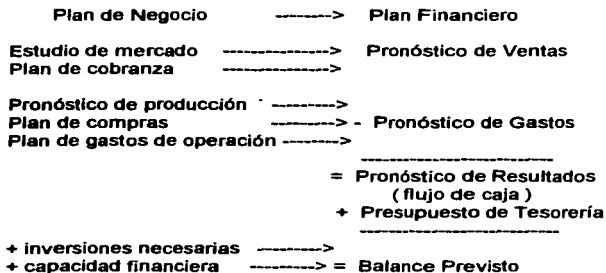 Plan de Negocio --------> Plan Financiero
Estudio de mercado -------------> Pronóstico de Ventas
Plan de cobranza -------------->
Pronóstico de producción --------->
Plan de compras ---------> - Pronóstico de Gastos
Plan de gastos de operación ------->
= Pronóstico de Resultados
( flujo de caja )
+ Presupuesto de Tesorería
+ inversiones necesarias --------->
+ capacidad financiera ---------> = Balance Previsto